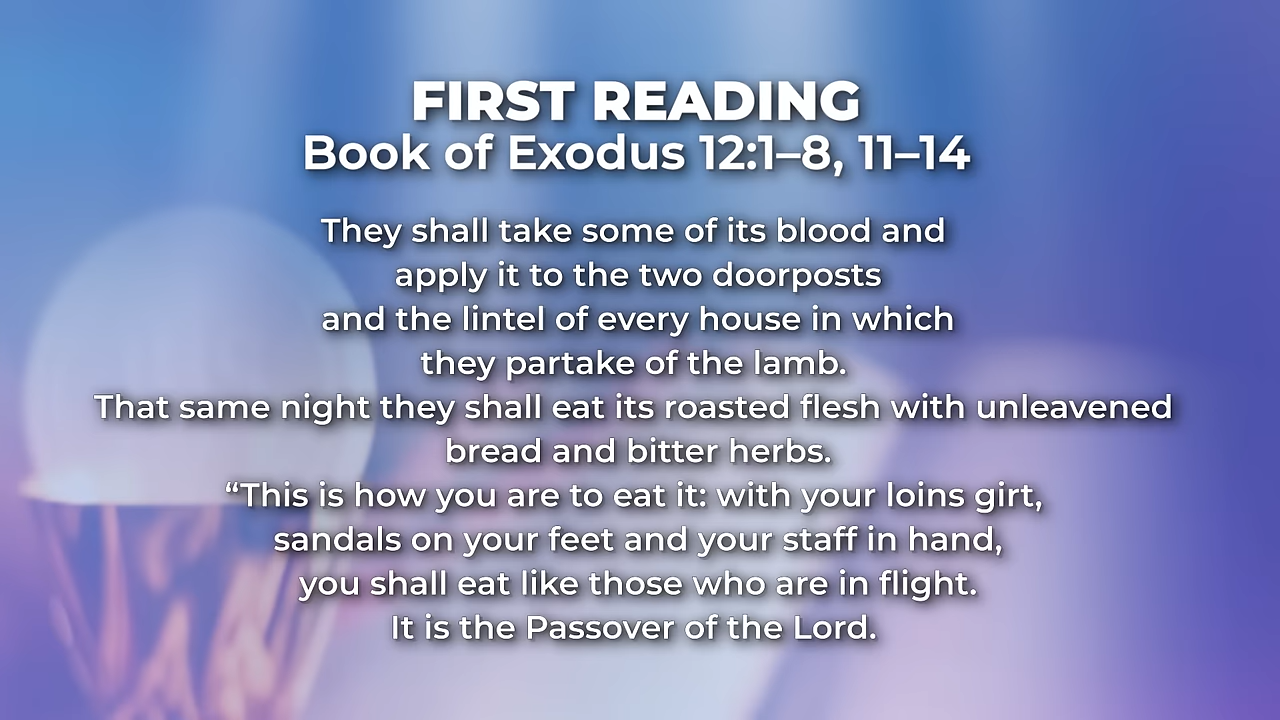 FIRST READING
Book of Exodus 12:1–8, 11–14
They shall take some of its blood and
apply it to the two doorposts
and the lintel of every house in which
they partake of the lamb.
That same night they shall eat its roasted flesh with unleavened
bread and bitter herbs.
“This is how you are to eat it: with your loins girt,
sandals on your feet and your staff in hand,
you shall eat like those who are in flight.
It is the Passover of the Lord.